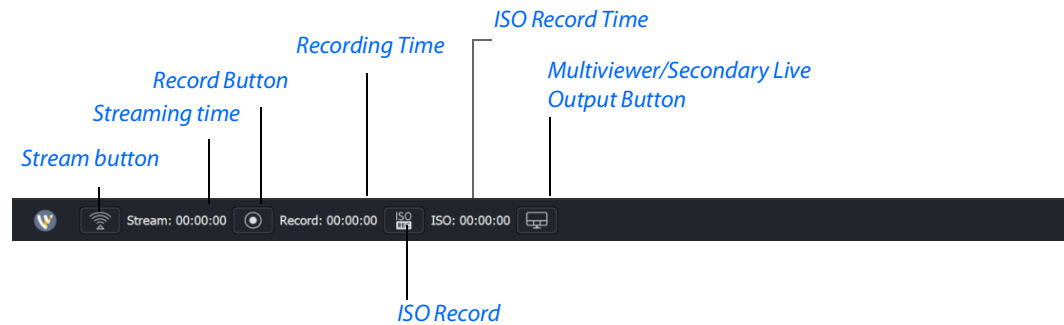 ISO Record Time
Recording Time
Multiviewer/Secondary Live
Output Button
Record Button
Streaming time
Stream button
Stream: 00:00:00 Record: 00:00:00 ISO REC ISO: 00:00:00
ISO Record